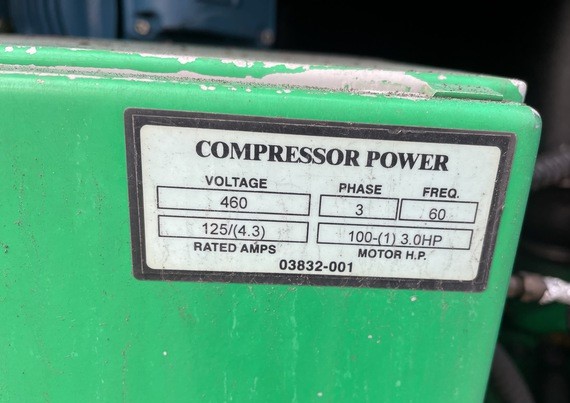 COMPRESSOR POWER
VOLTAGE PHASE FREQ.
460 3 60
125/(4.3) 100-(1) 3.0HP
RATED AMPS MOTOR H.P.
03832-001